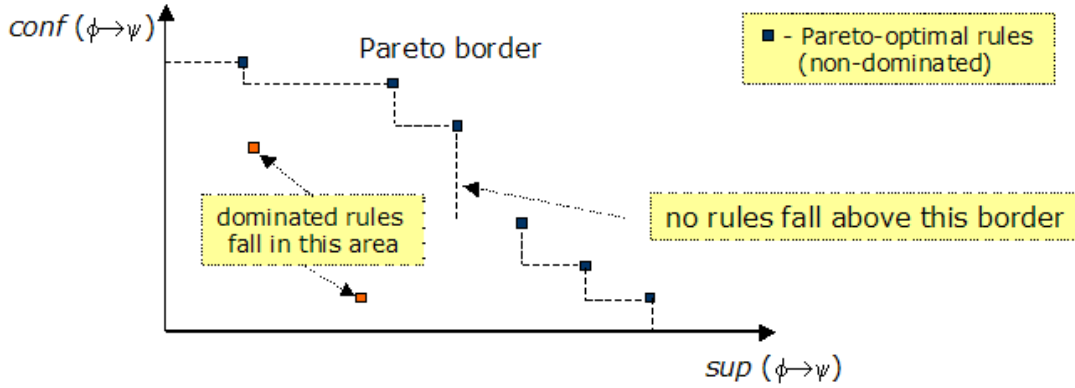 conf (ϕ→ψ)
Pareto border
- Pareto-optimal rules
(non-dominated)
dominated rules
fall in this area
no rules fall above this border
sup (ϕ→ψ)